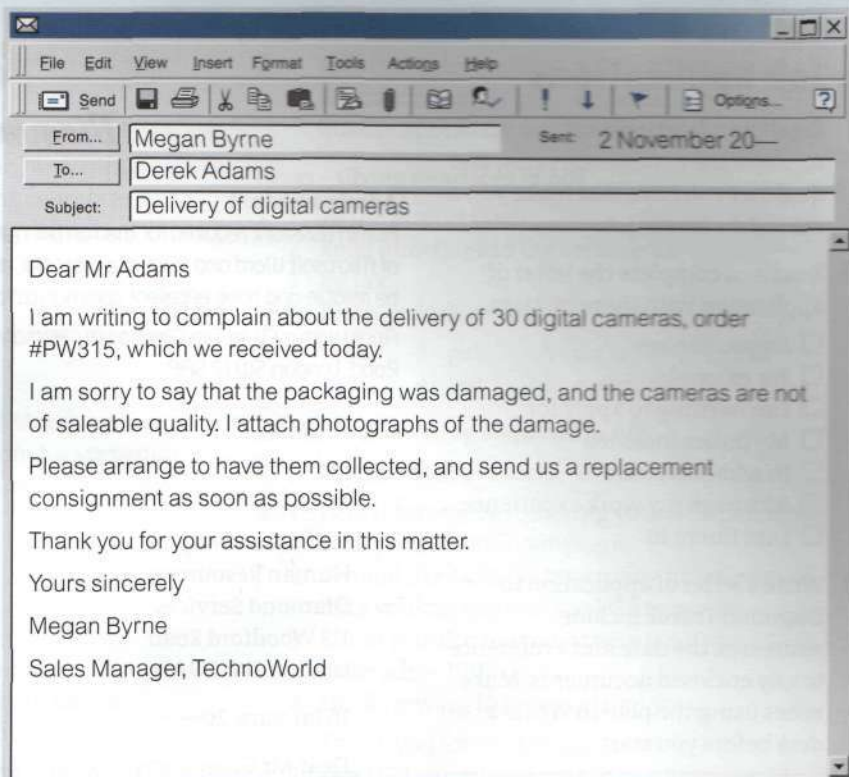 File Edit View Insert Format Tools Actions Help
Send Options...
From... Megan Byrne Sent: 2 November 20—
To... Derek Adams
Subject: Delivery of digital cameras
Dear Mr Adams
I am writing to complain about the delivery of 30 digital cameras, order
#PW315, which we received today.
I am sorry to say that the packaging was damaged, and the cameras are not
of saleable quality. I attach photographs of the damage.
Please arrange to have them collected, and send us a replacement
consignment as soon as possible.
Thank you for your assistance in this matter.
Yours sincerely
Megan Byrne
Sales Manager, TechnoWorld